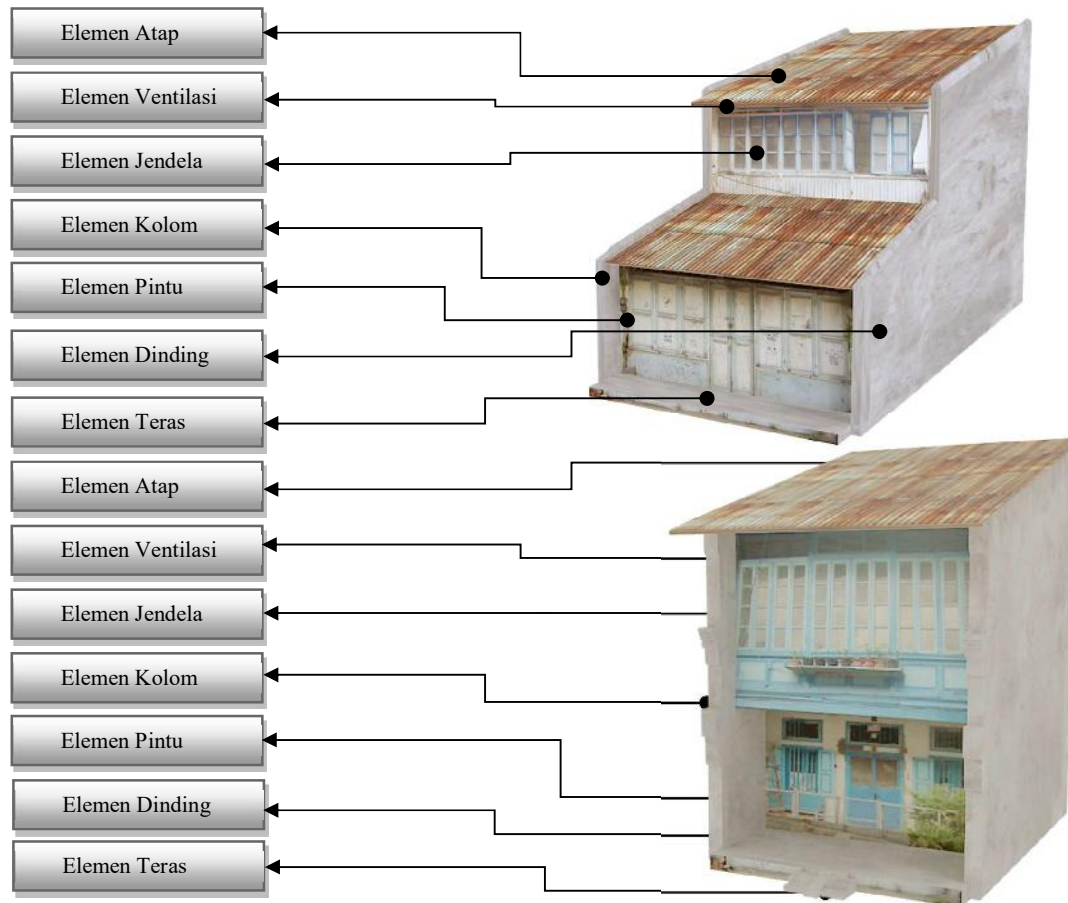 Elemen Atap
Elemen Ventilasi
Elemen Jendela
Elemen Kolom
Elemen Pintu
Elemen Dinding
Elemen Teras
Elemen Atap
Elemen Ventilasi
Elemen Jendela
Elemen Kolom
Elemen Pintu
Elemen Dinding
Elemen Teras